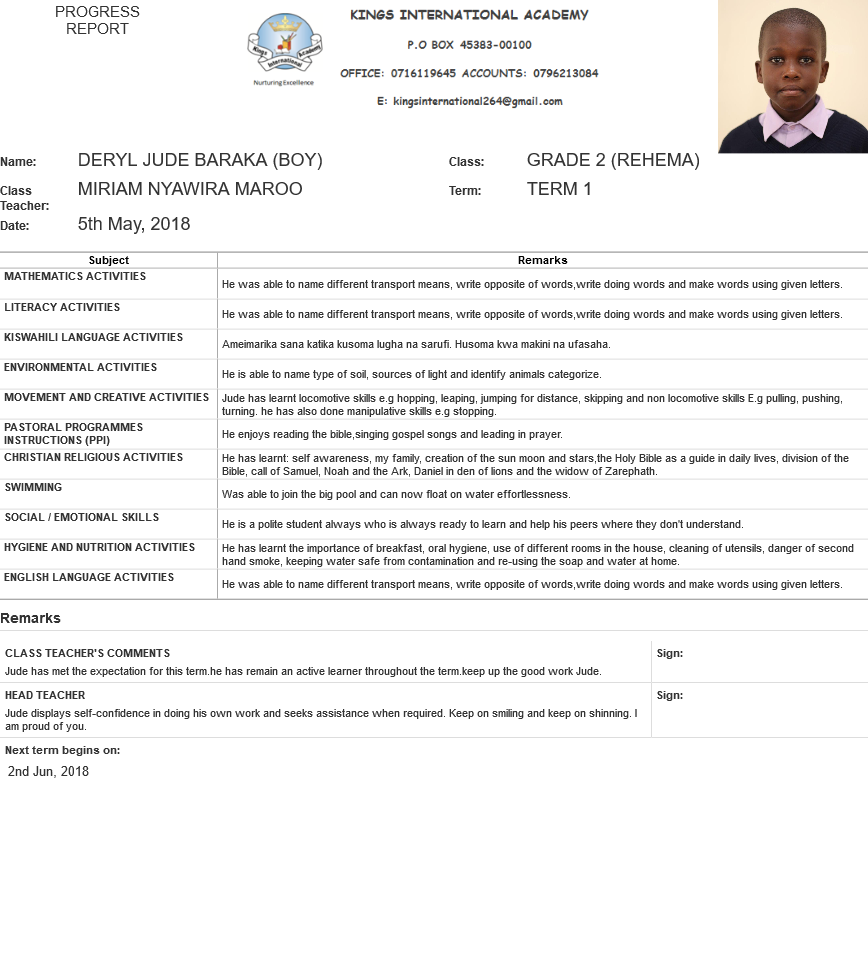 PROGRESS
REPORT
KINGS INTERNATIONAL ACADEMY
P.O BOX 45383-00100
OFFICE: 0716119645 ACCOUNTS: 0796213084
E: kingsinternational264@gmail.com
Kings International Academy
Nurturing Excellence
Name: DERYL JUDE BARAKA (BOY) Class: GRADE 2 (REHEMA)
Class Teacher: MIRIAM NYAWIRA MAROO Term: TERM 1
Date: 5th May, 2018
Subject Remarks
MATHEMATICS ACTIVITIES
He was able to name different transport means, write opposite of words,write doing words and make words using given letters.
LITERACY ACTIVITIES
He was able to name different transport means, write opposite of words,write doing words and make words using given letters.
KISWAHILI LANGUAGE ACTIVITIES
Ameimarika sana katika kusoma lugha na sarufi. Husoma kwa makini na ufasaha.
ENVIRONMENTAL ACTIVITIES
He is able to name type of soil, sources of light and identify animals categorize.
MOVEMENT AND CREATIVE ACTIVITIES
Jude has learnt locomotive skills e.g hopping, leaping, jumping for distance, skipping and non locomotive skills E.g pulling, pushing,
turning. he has also done manipulative skills e.g stopping.
PASTORAL PROGRAMMES
INSTRUCTIONS (PPI)
He enjoys reading the bible,singing gospel songs and leading in prayer.
CHRISTIAN RELIGIOUS ACTIVITIES
He has learnt: self awareness, my family, creation of the sun moon and stars,the Holy Bible as a guide in daily lives, division of the
Bible, call of Samuel, Noah and the Ark, Daniel in den of lions and the widow of Zarephath.
SWIMMING
Was able to join the big pool and can now float on water effortlessness.
SOCIAL / EMOTIONAL SKILLS
He is a polite student always who is always ready to learn and help his peers where they don't understand.
HYGIENE AND NUTRITION ACTIVITIES
He has learnt the importance of breakfast, oral hygiene, use of different rooms in the house, cleaning of utensils, danger of second
hand smoke, keeping water safe from contamination and re-using the soap and water at home.
ENGLISH LANGUAGE ACTIVITIES
He was able to name different transport means, write opposite of words,write doing words and make words using given letters.
Remarks
CLASS TEACHER'S COMMENTS Sign:
Jude has met the expectation for this term.he has remain an active learner throughout the term.keep up the good work Jude.
HEAD TEACHER Sign:
Jude displays self-confidence in doing his own work and seeks assistance when required. Keep on smiling and keep on shinning. I
am proud of you.
Next term begins on:
2nd Jun, 2018